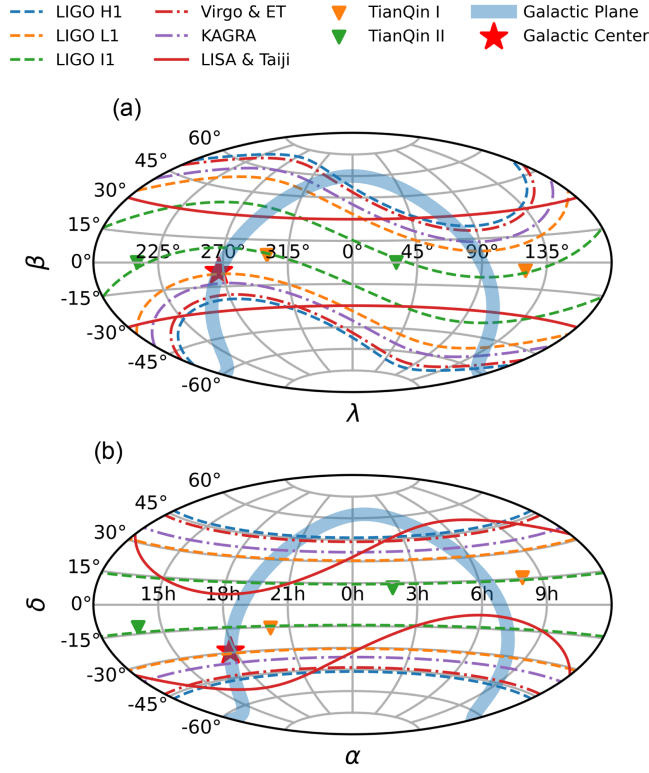 LIGO H1 Virgo & ET TianQin I Galactic Plane
LIGO L1 KAGRA TianQin II Galactic Center
LIGO I1 LISA & Taiji
(a)
60°
45°
30°
15°
225° 270° 315° 0° 45° 90° 135°
0°
β
-15°
-30°
-45°
-60°
λ
(b)
60°
45°
30°
15°
15h 18h 21h 0h 3h 6h 9h
0°
δ
-15°
-30°
-45°
-60°
α